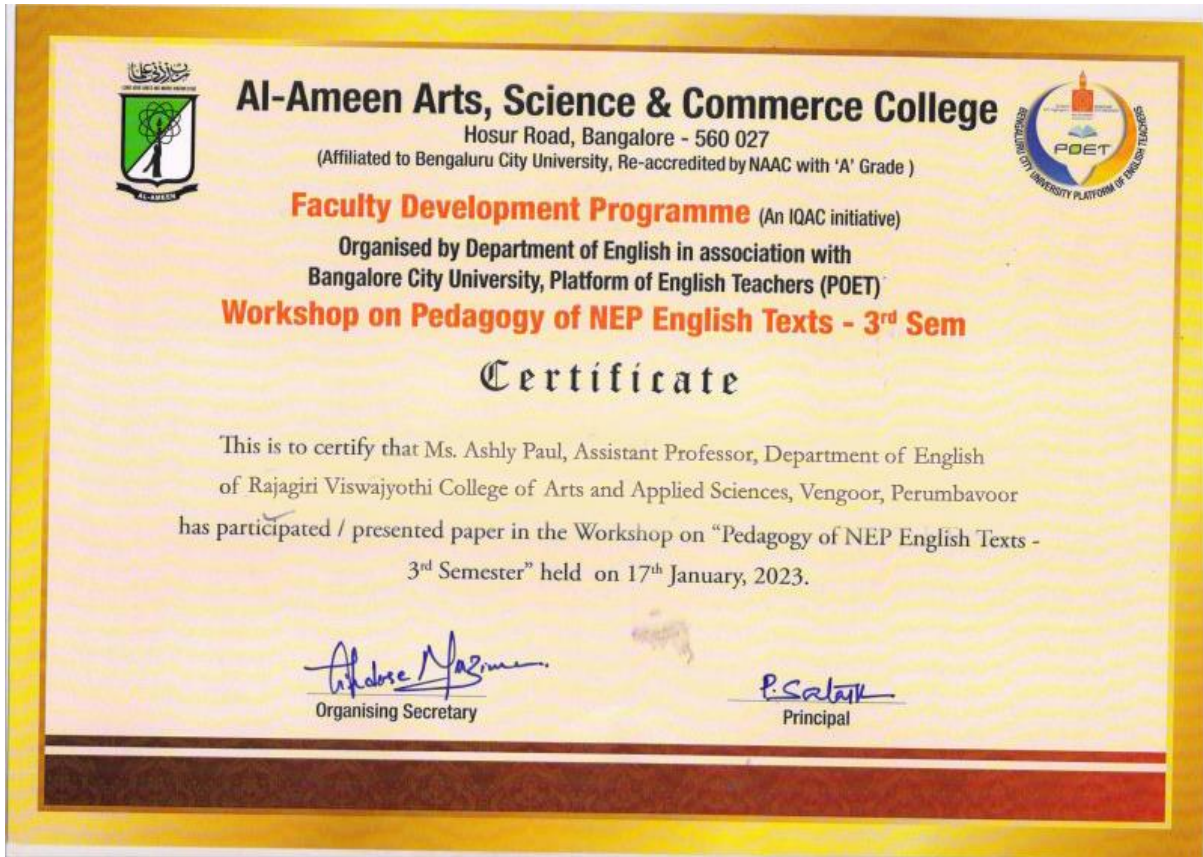 Al-Ameen Arts, Science & Commerce College
Hosur Road, Bangalore - 560 027
(Affiliated to Bengaluru City University, Re-accredited by NAAC with ‘A’ Grade )
AL-AMEEN
POET
BENGALURU CITY UNIVERSITY PLATFORM OF ENGLISH TEACHERS
Faculty Development Programme (An IQAC initiative)
Organised by Department of English in association with
Bangalore City University, Platform of English Teachers (POET)
Workshop on Pedagogy of NEP English Texts - 3rd Sem
Certificate
This is to certify that Ms. Ashly Paul, Assistant Professor, Department of English
of Rajagiri Viswajyothi College of Arts and Applied Sciences, Vengoor, Perumbavoor
has participated / presented paper in the Workshop on “Pedagogy of NEP English Texts -
3rd Semester” held on 17th January, 2023.
Organising Secretary
Principal